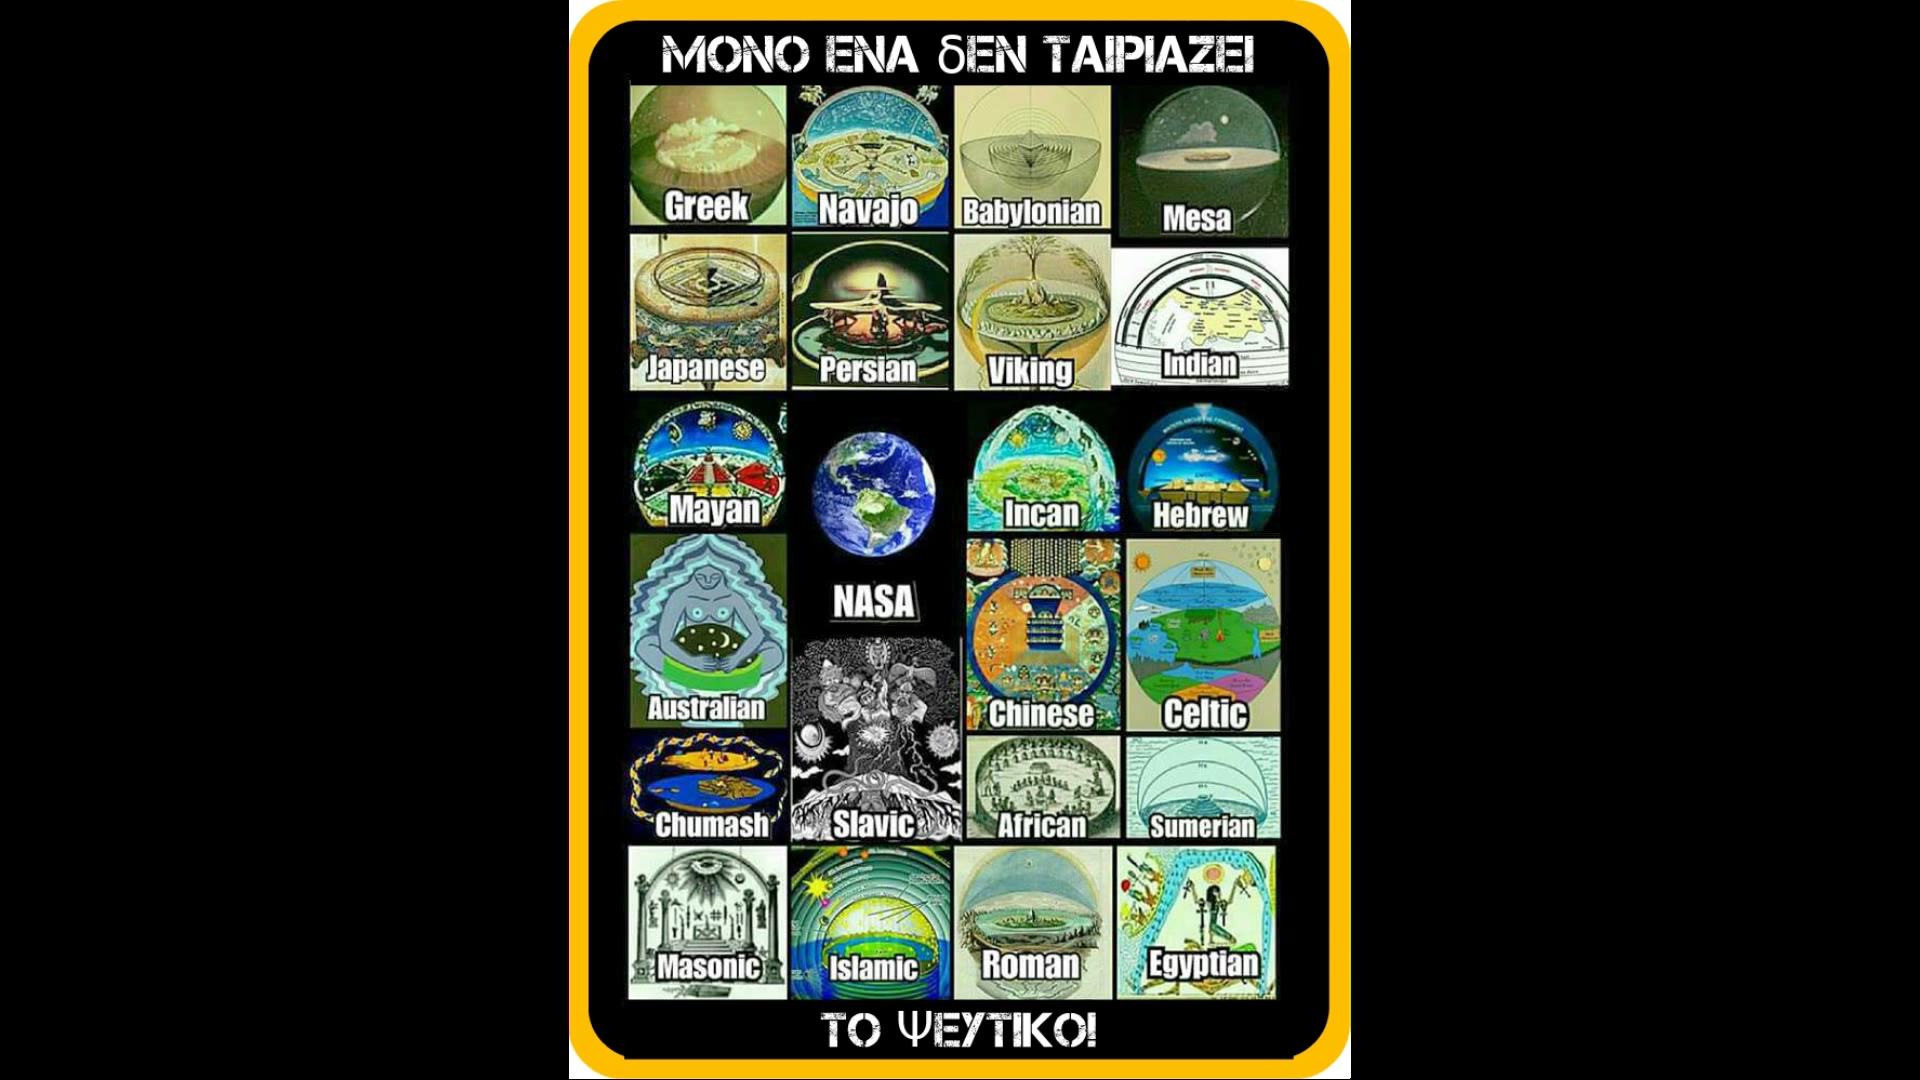 ΜΟΝΟ ΕΝΑ δΕΝ ΤΑΙΡΙΑΖΕΙ
Greek
Navajo
Babylonian
Mesa
Japanese
Persian
Viking
Indian
Mayan
NASA
Incan
Hebrew
Australian
Chinese
Celtic
Chumash
Slavic
African
Sumerian
Masonic
Islamic
Roman
Egyptian
ΤΟ ΨΕΥΤΙΚΟ!